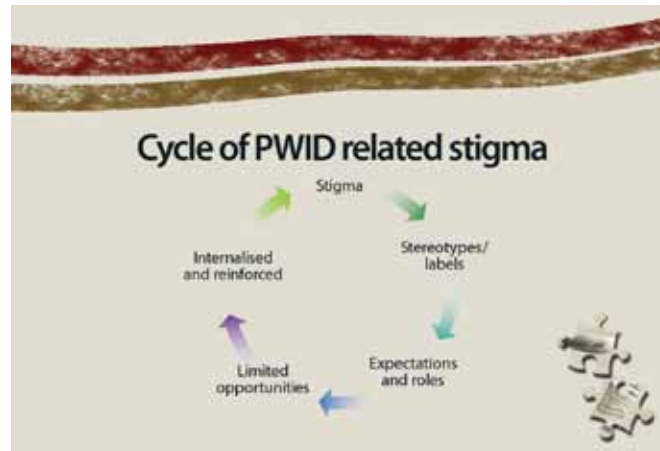 Cycle of PWID related stigma
Stigma
Stereotypes/
labels
Expectations
and roles
Limited
opportunities
Internalised
and reinforced